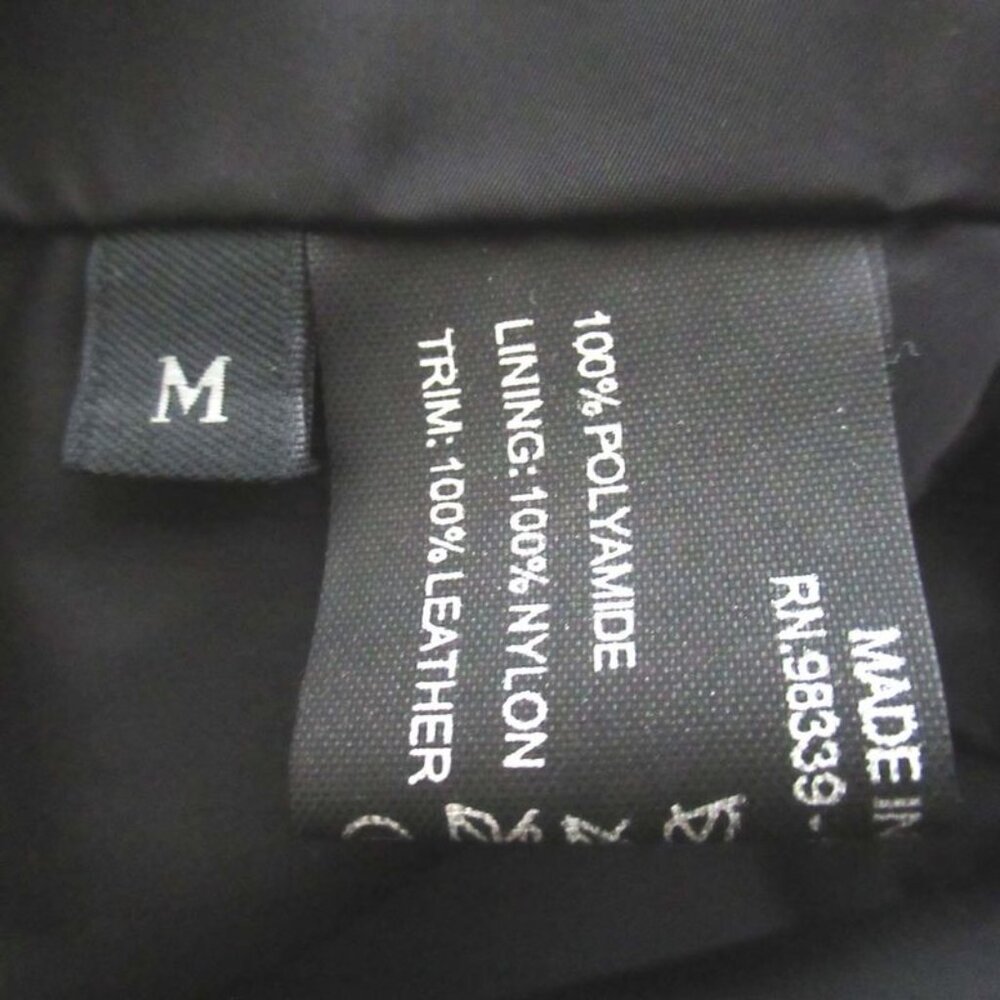 M
MADE IN
RN.98339
100% POLYAMIDE
LINING: 100% NYLON
TRIM: 100% LEATHER